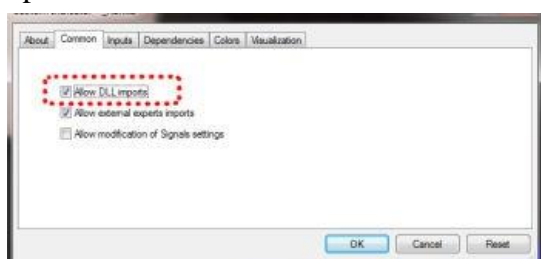 About Common Inputs Dependencies Colors Visualization
Allow DLL imports
Allow external experts imports
Allow modification of Signals settings
OK Cancel Reset